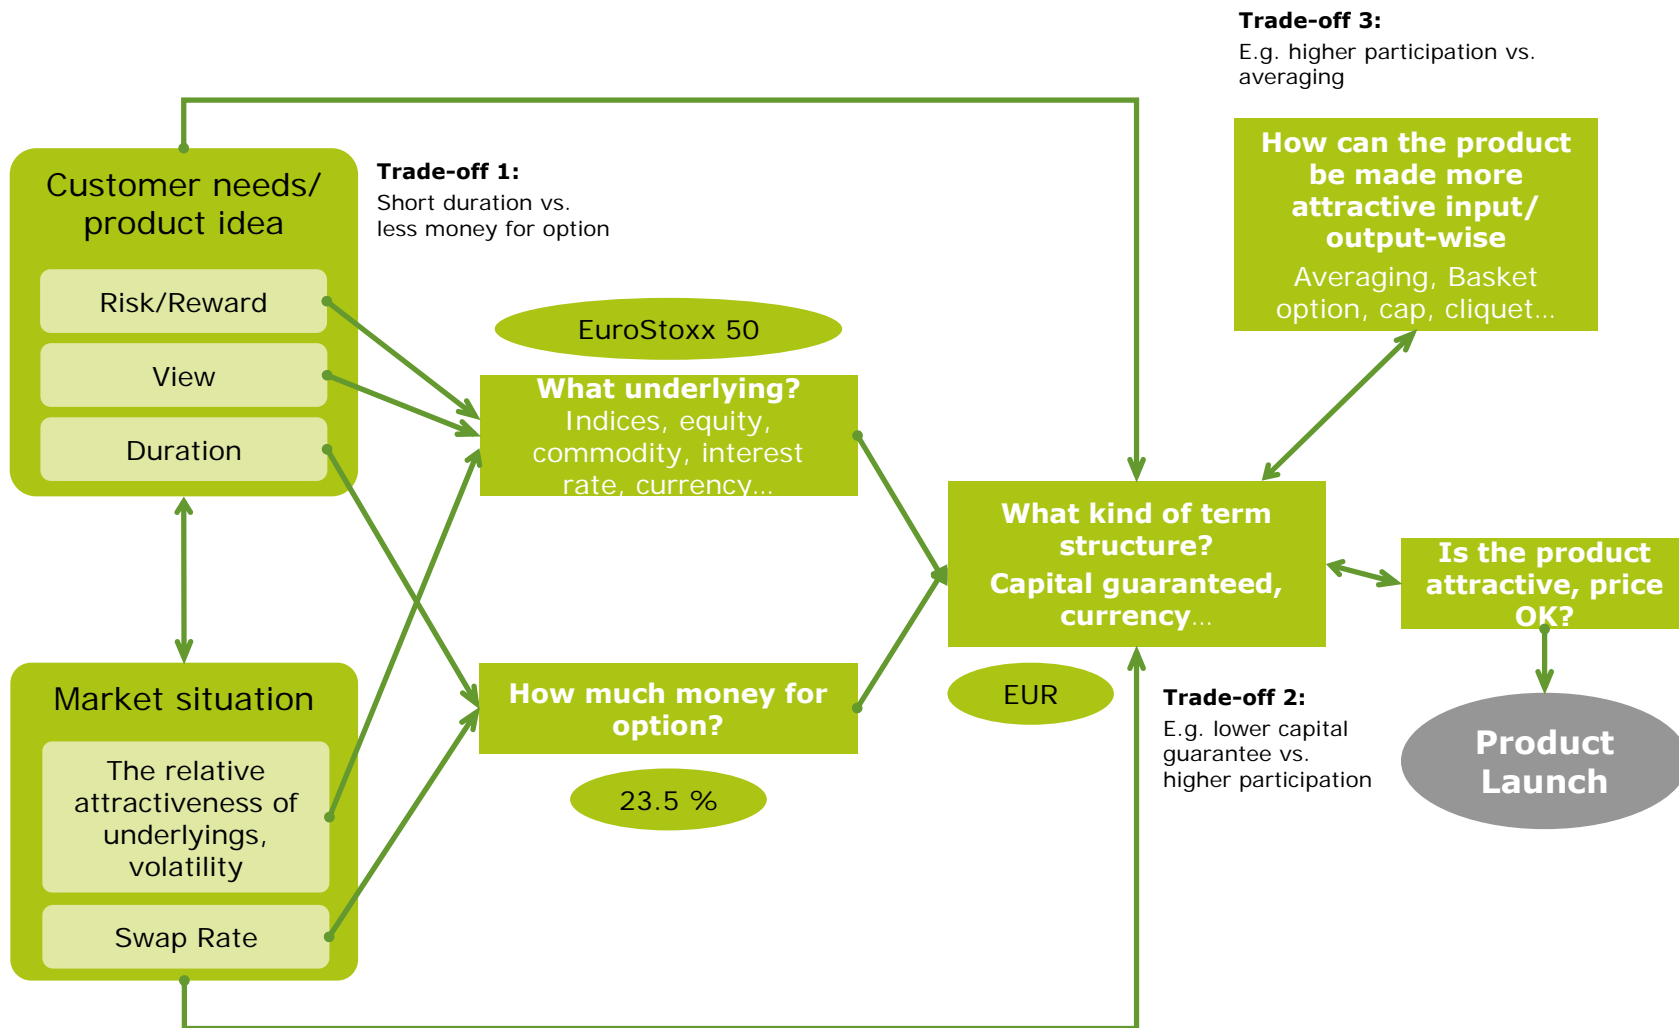 Trade-off 3:
E.g. higher participation vs.
averaging
How can the product
be made more
attractive input/
output-wise
Averaging, Basket
option, cap, cliquet…
Customer needs/
product idea
Risk/Reward
View
Duration
Trade-off 1:
Short duration vs.
less money for option
EuroStoxx 50
What underlying?
Indices, equity,
commodity, interest
rate, currency…
What kind of term
structure?
Capital guaranteed,
currency…
EUR
Is the product
attractive, price
OK?
Market situation
The relative
attractiveness of
underlyings,
volatility
Swap Rate
How much money for
option?
23.5 %
Trade-off 2:
E.g. lower capital
guarantee vs.
higher participation
Product
Launch